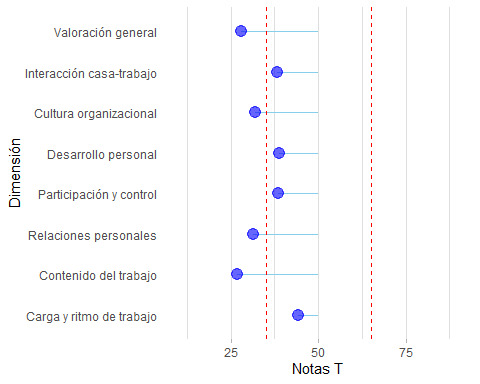 Valoración general
Interacción casa-trabajo
Cultura organizacional
Desarrollo personal
Participación y control
Relaciones personales
Contenido del trabajo
Carga y ritmo de trabajo
Dimensión
25 50 75
Notas T